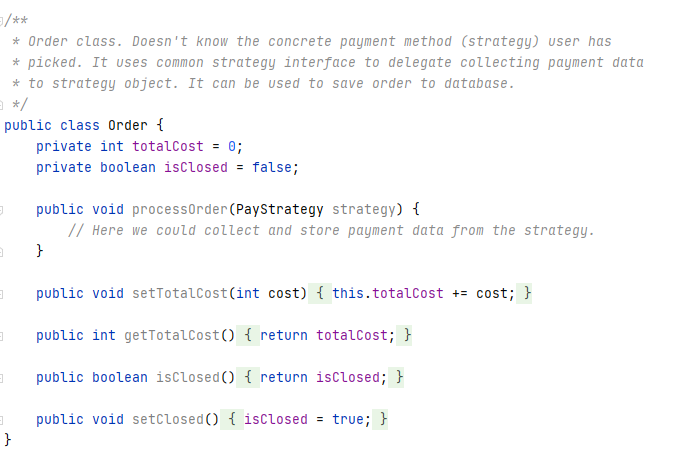 /**
 * Order class. Doesn't know the concrete payment method (strategy) user has
 * picked. It uses common strategy interface to delegate collecting payment data
 * to strategy object. It can be used to save order to database.
 */
public class Order {
    private int totalCost = 0;
    private boolean isClosed = false;

    public void processOrder(PayStrategy strategy) {
        // Here we could collect and store payment data from the strategy.
    }

    public void setTotalCost(int cost) { this.totalCost += cost; }

    public int getTotalCost() { return totalCost; }

    public boolean isClosed() { return isClosed; }

    public void setClosed() { isClosed = true; }
}